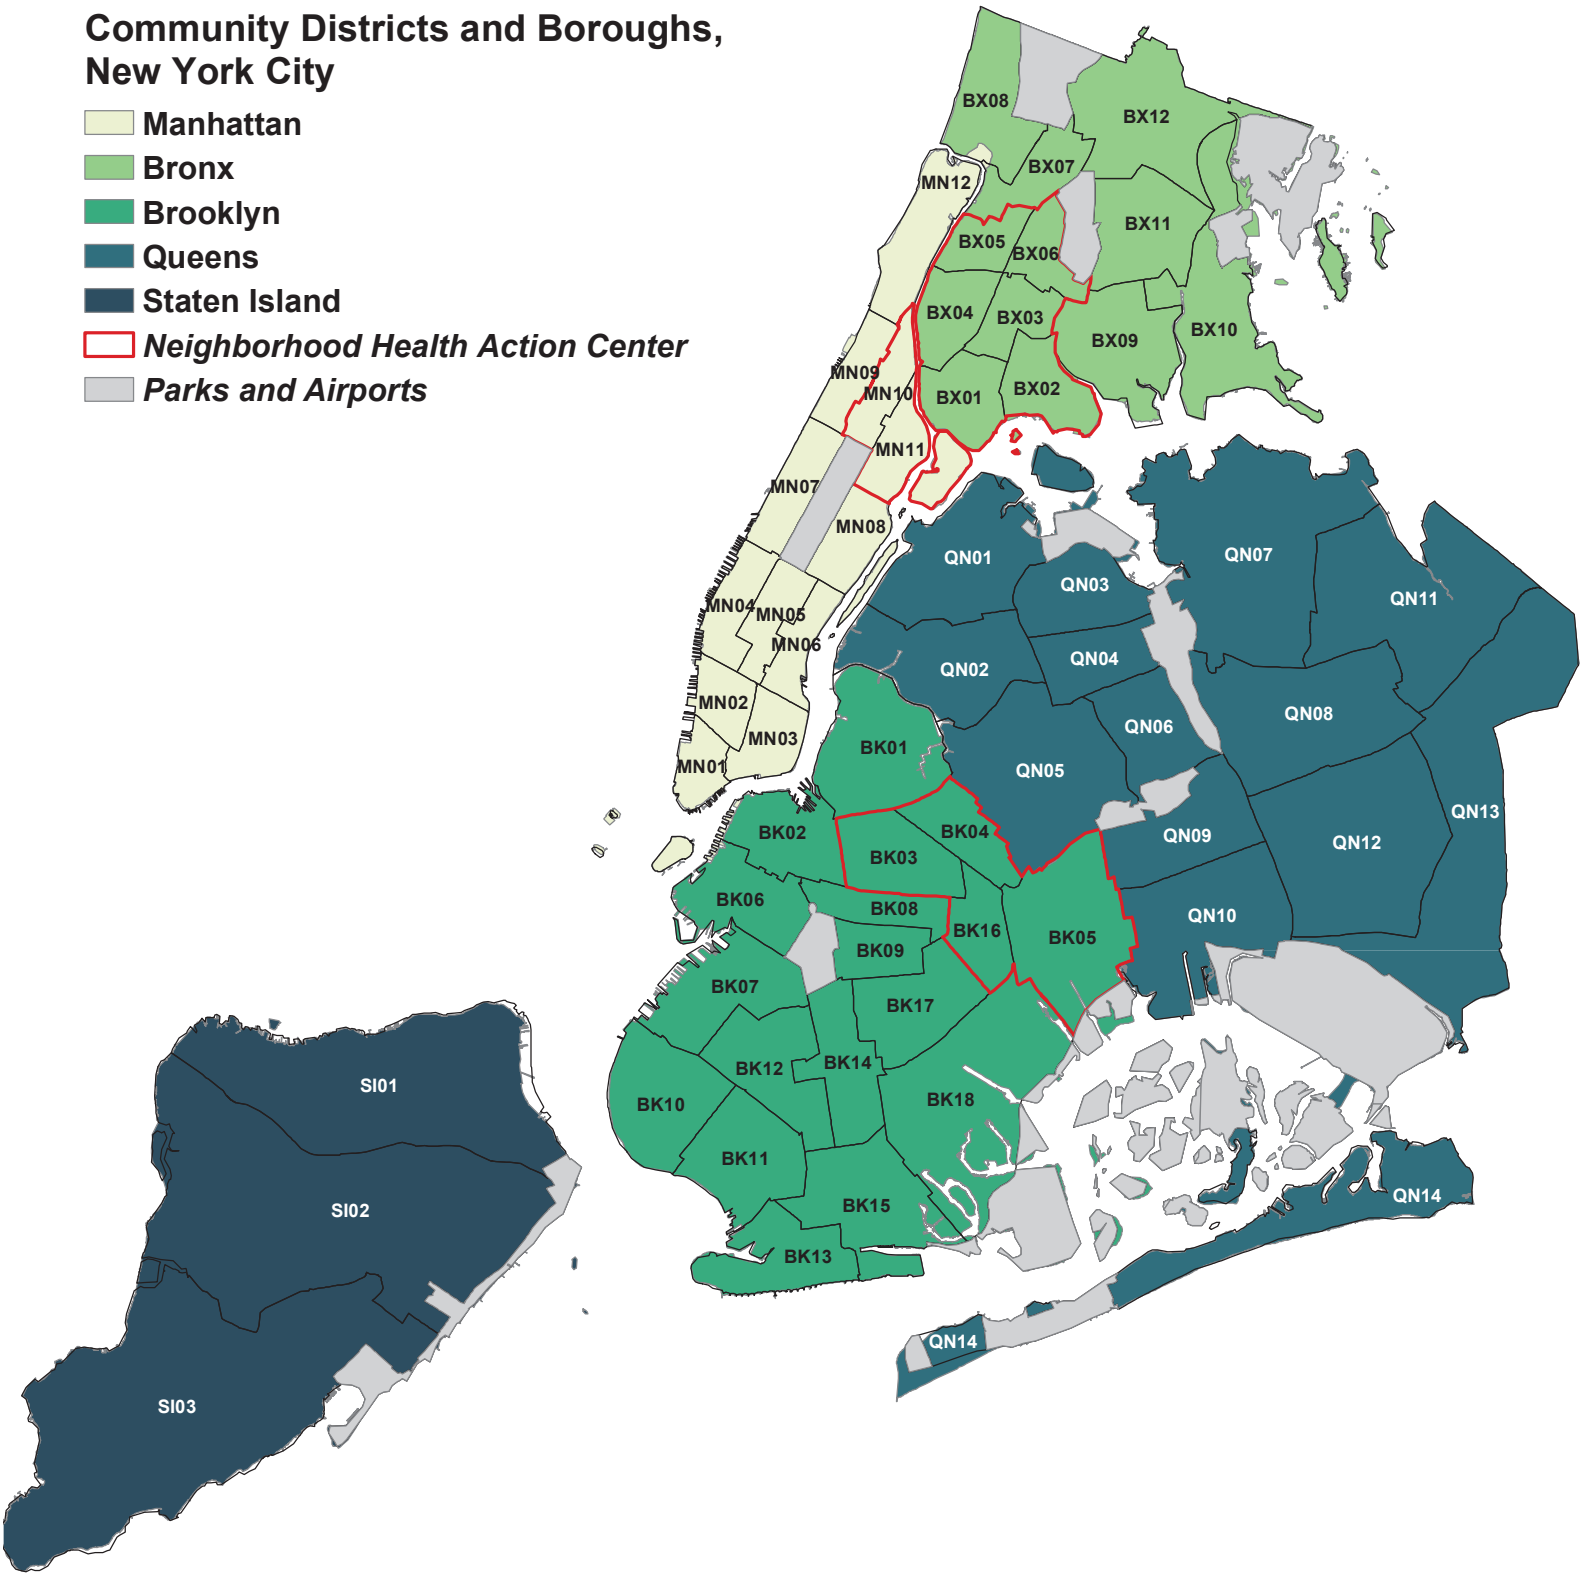 Community Districts and Boroughs,
New York City
Manhattan
Bronx
Brooklyn
Queens
Staten Island
Neighborhood Health Action Center
Parks and Airports
BX08
BX12
BX07
MN12
BX11
BX05
BX06
BX04
BX03
BX10
BX09
MN09
MN10
BX01
BX02
MN11
MN07
MN08
QN01
QN07
QN03
QN11
MN04
MN05
MN06
QN04
QN02
MN02
QN08
QN06
MN03
BK01
MN01
QN05
QN13
BK02
BK04
QN09
QN12
BK03
BK06
BK08
QN10
BK16
BK05
BK09
BK07
BK17
BK14
BK12
SI01
BK18
BK10
BK11
QN14
BK15
SI02
BK13
QN14
SI03